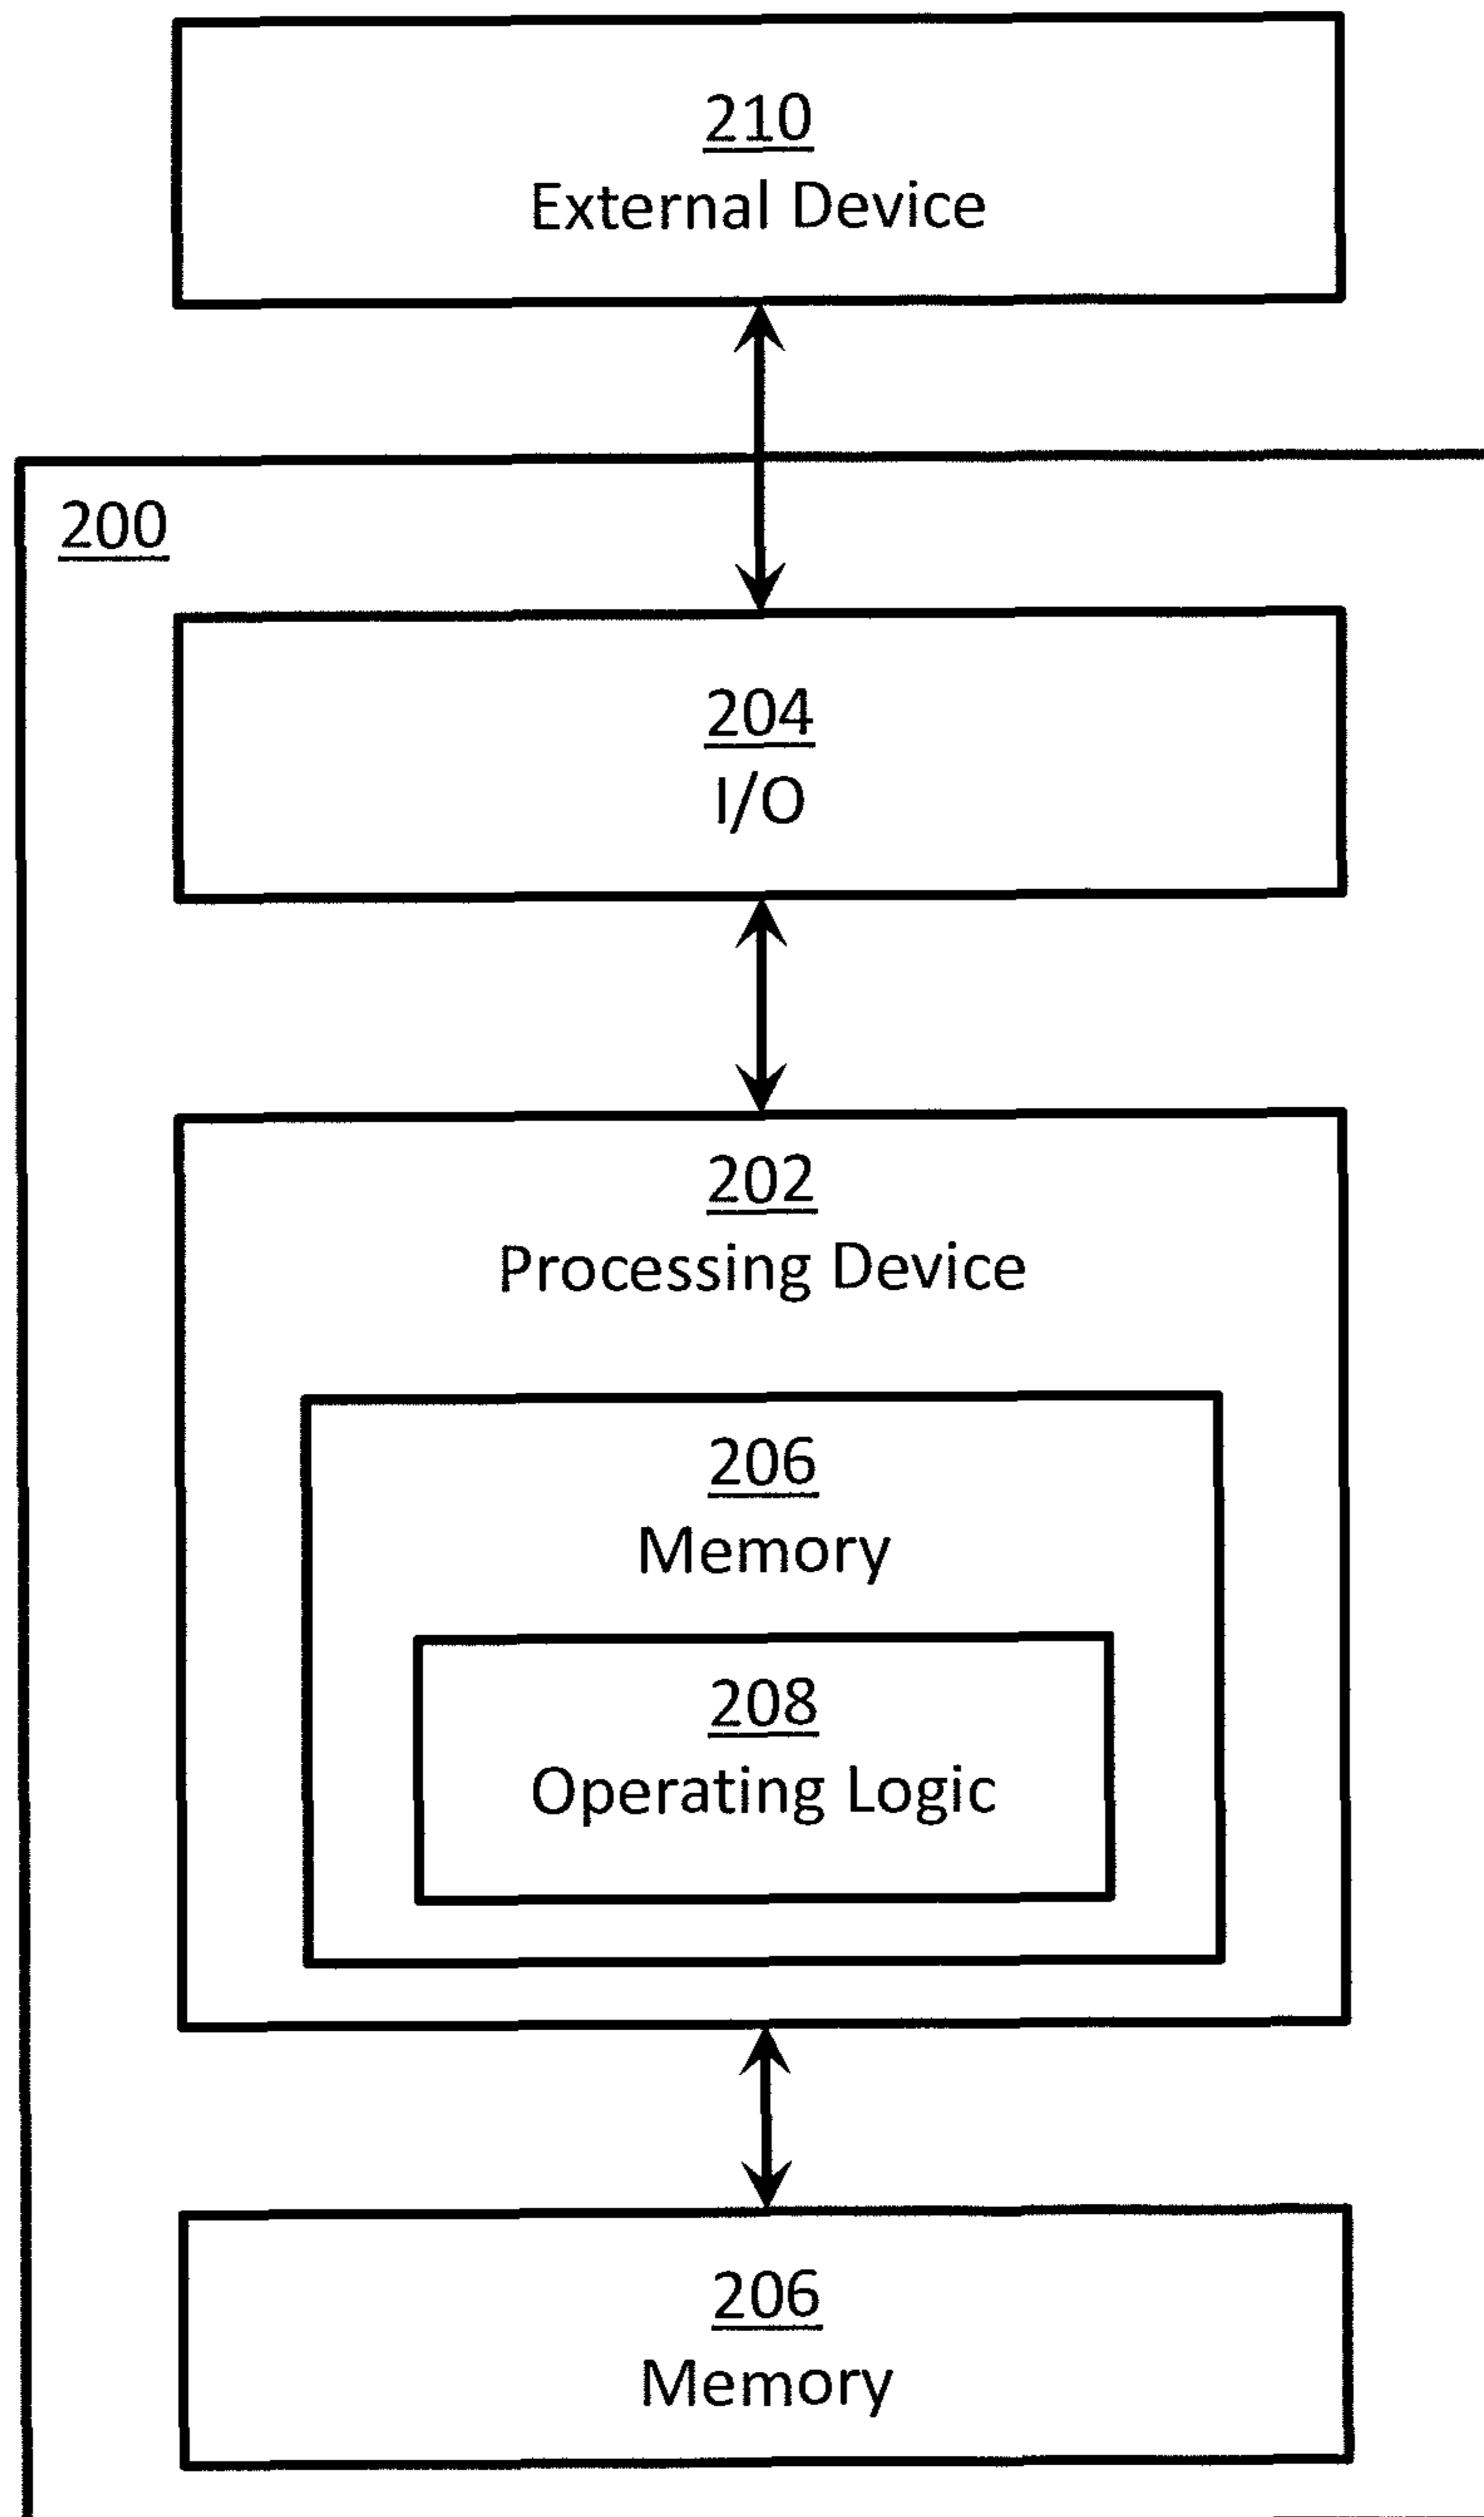 210
External Device
200
204
I/O
202
Processing Device
206
Memory
208
Operating Logic
206
Memory